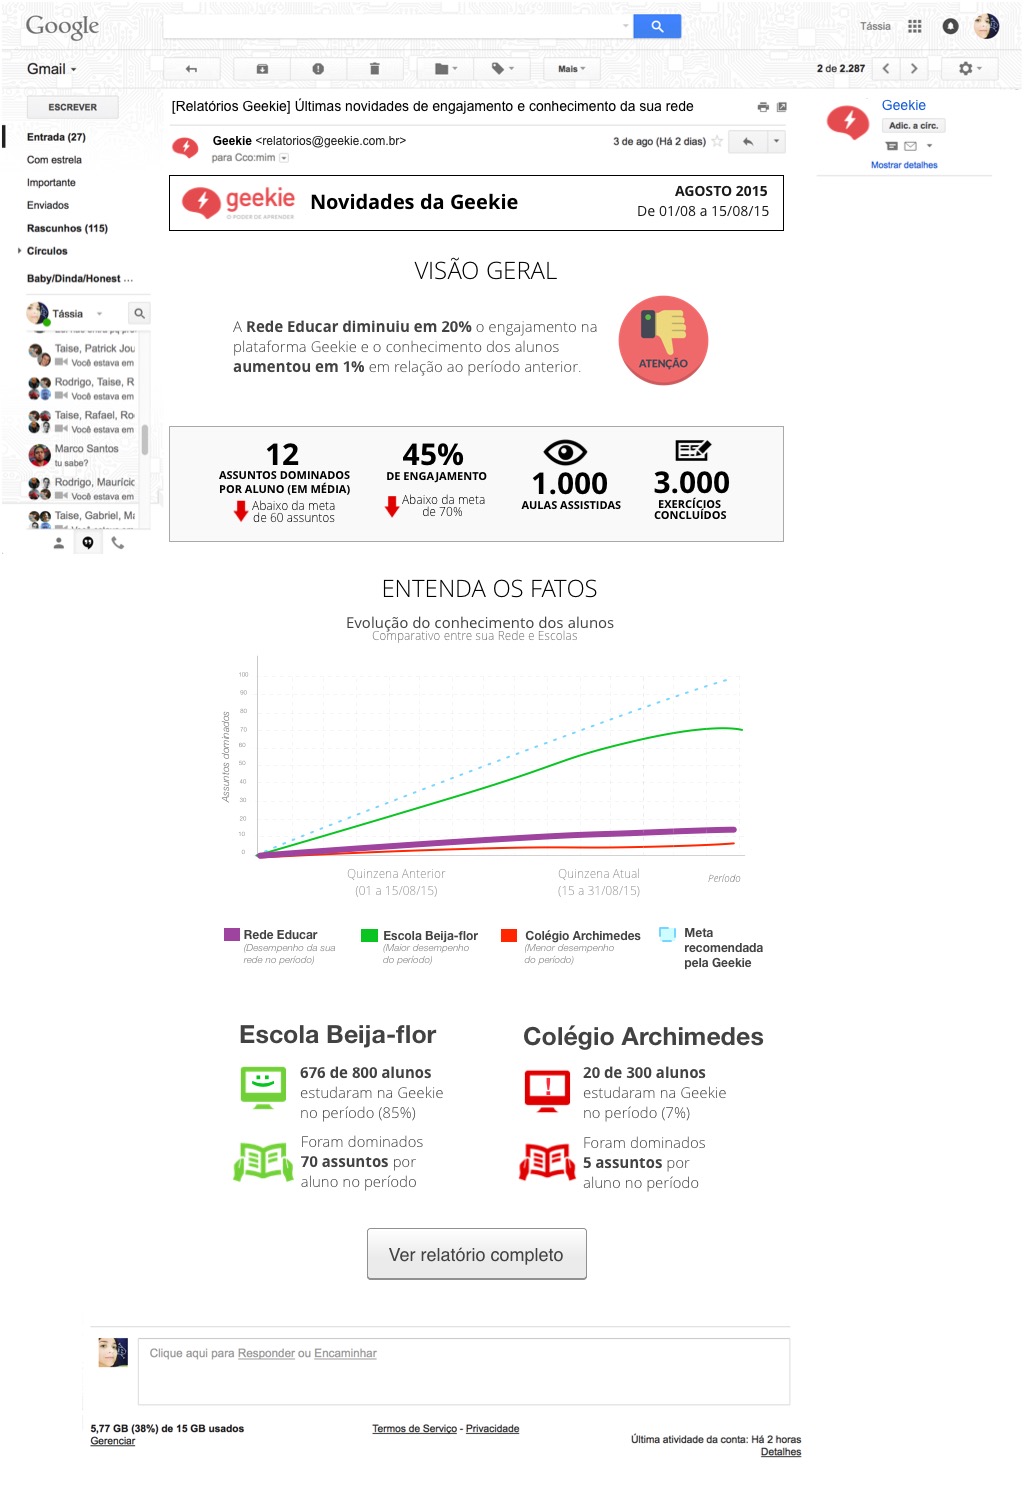 Google
Tássia
Gmail
Mais
2 de 2.287
ESCREVER
Entrada (27)
Com estrela
Importante
Enviados
Rascunhos (115)
Círculos
Baby/Dinda/Honest ...
Tássia
Taise, Patrick Jou
Você estava em
Rodrigo, Taise, R
Você estava em
Taise, Rafael, Ro
Você estava em
Marco Santos
tu sabe?
Rodrigo, Mauríci
Você estava em
Taise, Gabriel, Ma
[Relatórios Geekie] Últimas novidades de engajamento e conhecimento da sua rede
Geekie <relatorios@geekie.com.br>
3 de ago (Há 2 dias)
para Cco:mim
Geekie
Adic. a circ.
Mostrar detalhes
geekie
O PODER DE APRENDER
Novidades da Geekie
AGOSTO 2015
De 01/08 a 15/08/15
VISÃO GERAL
A Rede Educar diminuiu em 20% o engajamento na
plataforma Geekie e o conhecimento dos alunos
aumentou em 1% em relação ao período anterior.
ATENÇÃO
12
ASSUNTOS DOMINADOS
POR ALUNO (EM MÉDIA)
Abaixo da meta
de 60 assuntos
45%
DE ENGAJAMENTO
Abaixo da meta
de 70%
1.000
AULAS ASSISTIDAS
3.000
EXERCÍCIOS
CONCLUÍDOS
ENTENDA OS FATOS
Evolução do conhecimento dos alunos
Comparativo entre sua Rede e Escolas
Assuntos dominados
100
90
80
70
60
50
40
30
20
10
0
Quinzena Anterior
(01 a 15/08/15)
Quinzena Atual
(15 a 31/08/15)
Período
Rede Educar
(Desempenho da sua
rede no período)
Escola Beija-flor
(Maior desempenho
do período)
Colégio Archimedes
(Menor desempenho
do período)
Meta
recomendada
pela Geekie
Escola Beija-flor
676 de 800 alunos
estudaram na Geekie
no período (85%)
Foram dominados
70 assuntos por
aluno no período
Colégio Archimedes
20 de 300 alunos
estudaram na Geekie
no período (7%)
Foram dominados
5 assuntos por
aluno no período
Ver relatório completo
Clique aqui para Responder ou Encaminhar
5,77 GB (38%) de 15 GB usados
Gerenciar
Termos de Serviço - Privacidade
Última atividade da conta: Há 2 horas
Detalhes